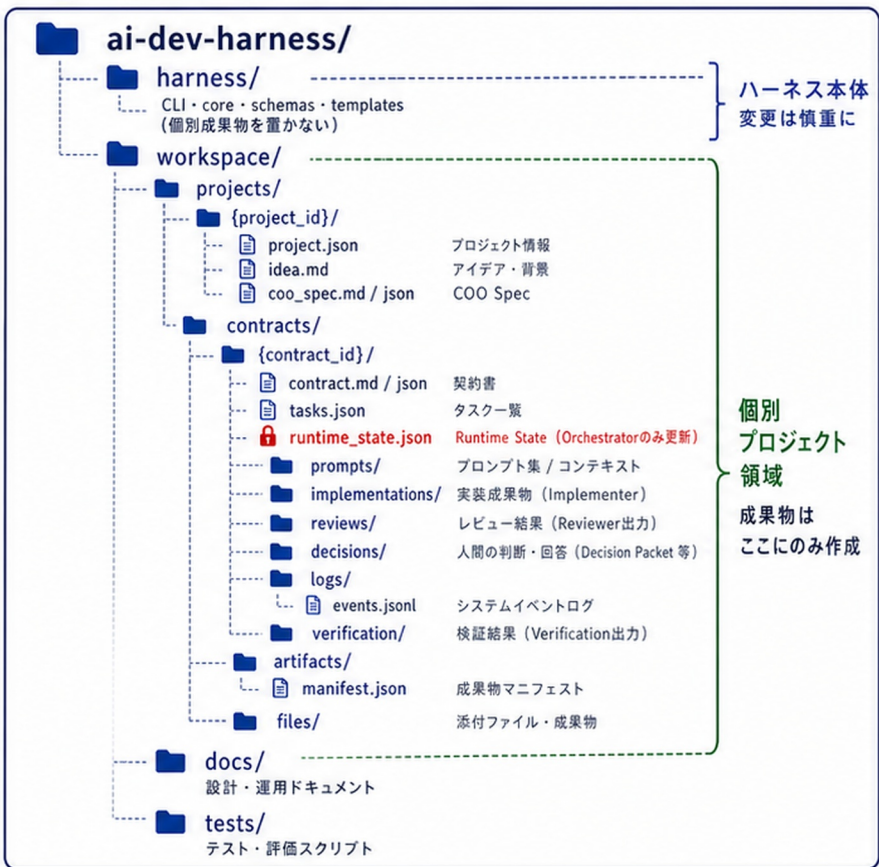 ai-dev-harness/
harness/
CLI・core・schemas・templates
(個別成果物を置かない)
ハーネス本体
変更は慎重に
workspace/
projects/
{project_id}/
project.json プロジェクト情報
idea.md アイデア・背景
coo_spec.md / json COO Spec
contracts/
{contract_id}/
contract.md / json 契約書
tasks.json タスク一覧
runtime_state.json Runtime State（Orchestratorのみ更新）
prompts/ プロンプト集 / コンテキスト
implementations/ 実装成果物（Implementer）
reviews/ レビュー結果（Reviewer出力）
decisions/ 人間の判断・回答（Decision Packet 等）
logs/
events.jsonl システムイベントログ
verification/ 検証結果（Verification出力）
artifacts/
manifest.json 成果物マニフェスト
files/ 添付ファイル・成果物
個別
プロジェクト
領域
成果物は
ここにのみ作成
docs/
設計・運用ドキュメント
tests/
テスト・評価スクリプト